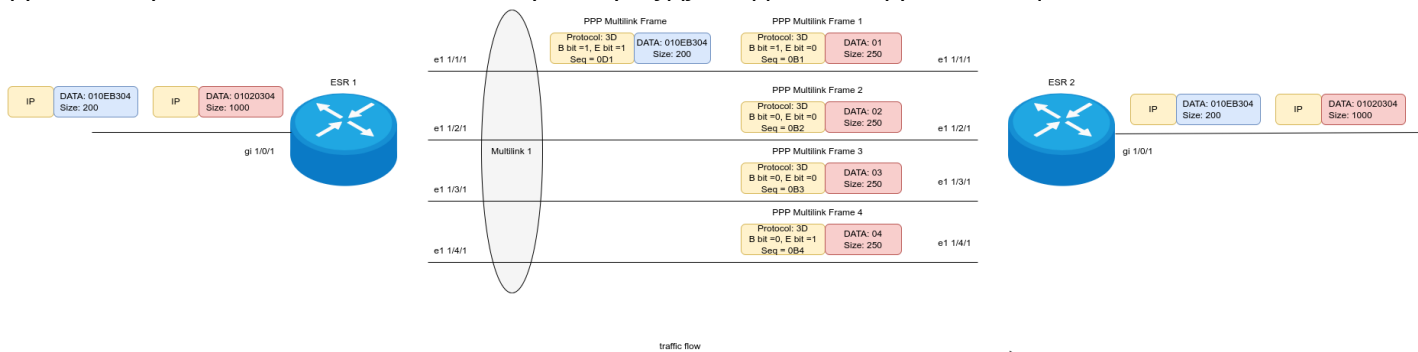 PPP Multilink Frame
Protocol: 3D
B bit =1, E bit =1
Seq = 0D1
DATA: 010EB304
Size: 200
PPP Multilink Frame 1
Protocol: 3D
B bit =1, E bit =0
Seq = 0B1
DATA: 01
Size: 250
e1 1/1/1
e1 1/1/1
ESR 1
ESR 2
IP
DATA: 010EB304
Size: 200
IP
DATA: 01020304
Size: 1000
gi 1/0/1
PPP Multilink Frame 2
Protocol: 3D
B bit =0, E bit =0
Seq = 0B2
DATA: 02
Size: 250
e1 1/2/1
e1 1/2/1
IP
DATA: 010EB304
Size: 200
IP
DATA: 01020304
Size: 1000
gi 1/0/1
Multilink 1
PPP Multilink Frame 3
Protocol: 3D
B bit =0, E bit =0
Seq = 0B3
DATA: 03
Size: 250
e1 1/3/1
e1 1/3/1
PPP Multilink Frame 4
Protocol: 3D
B bit =0, E bit =1
Seq = 0B4
DATA: 04
Size: 250
e1 1/4/1
e1 1/4/1
traffic flow